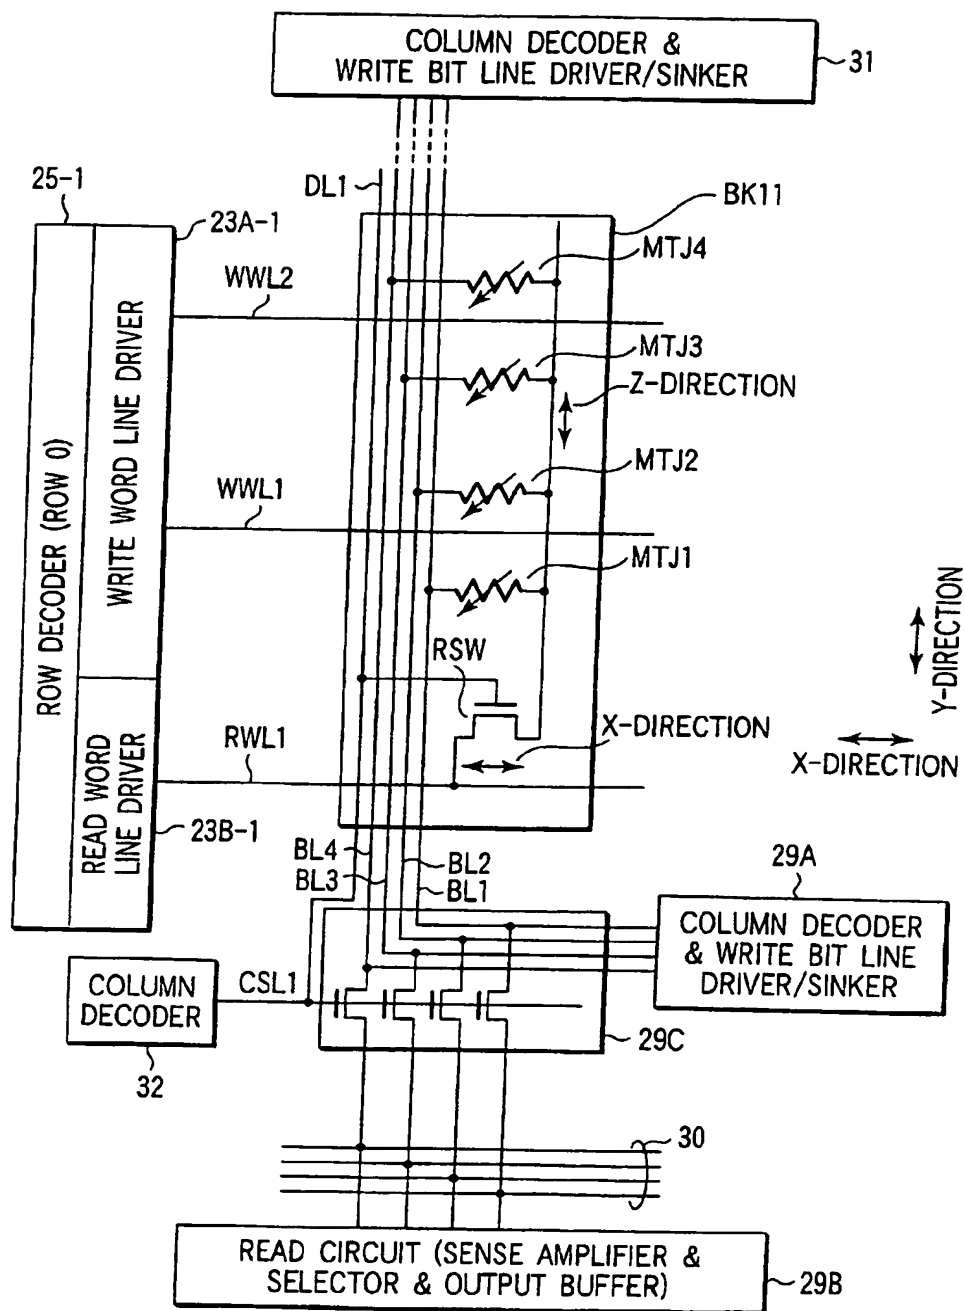 COLUMN DECODER &
WRITE BIT LINE DRIVER/SINKER
31
DL1
BK11
25-1
23A-1
MTJ4
WWL2
MTJ3
Z-DIRECTION
ROW DECODER (ROW 0)
WRITE WORD LINE DRIVER
MTJ2
WWL1
MTJ1
Y-DIRECTION
RSW
X-DIRECTION
X-DIRECTION
RWL1
READ WORD
LINE DRIVER
23B-1
BL4
BL3
BL2
BL1
29A
COLUMN DECODER
& WRITE BIT LINE
DRIVER/SINKER
COLUMN
DECODER
CSL1
32
29C
30
READ CIRCUIT (SENSE AMPLIFIER &
SELECTOR & OUTPUT BUFFER)
29B